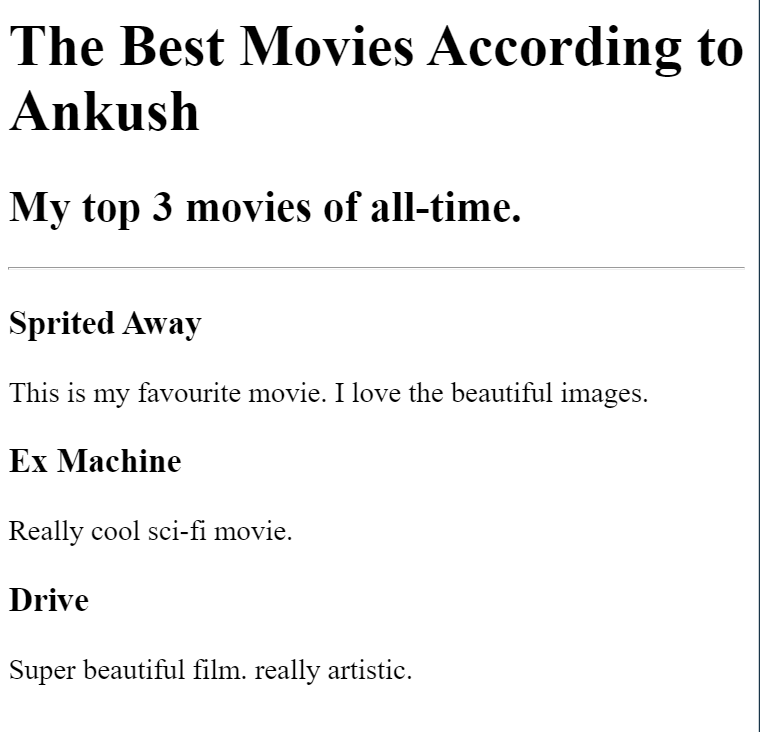 The Best Movies According to
Ankush
My top 3 movies of all-time.
Sprited Away
This is my favourite movie. I love the beautiful images.
Ex Machine
Really cool sci-fi movie.
Drive
Super beautiful film. really artistic.